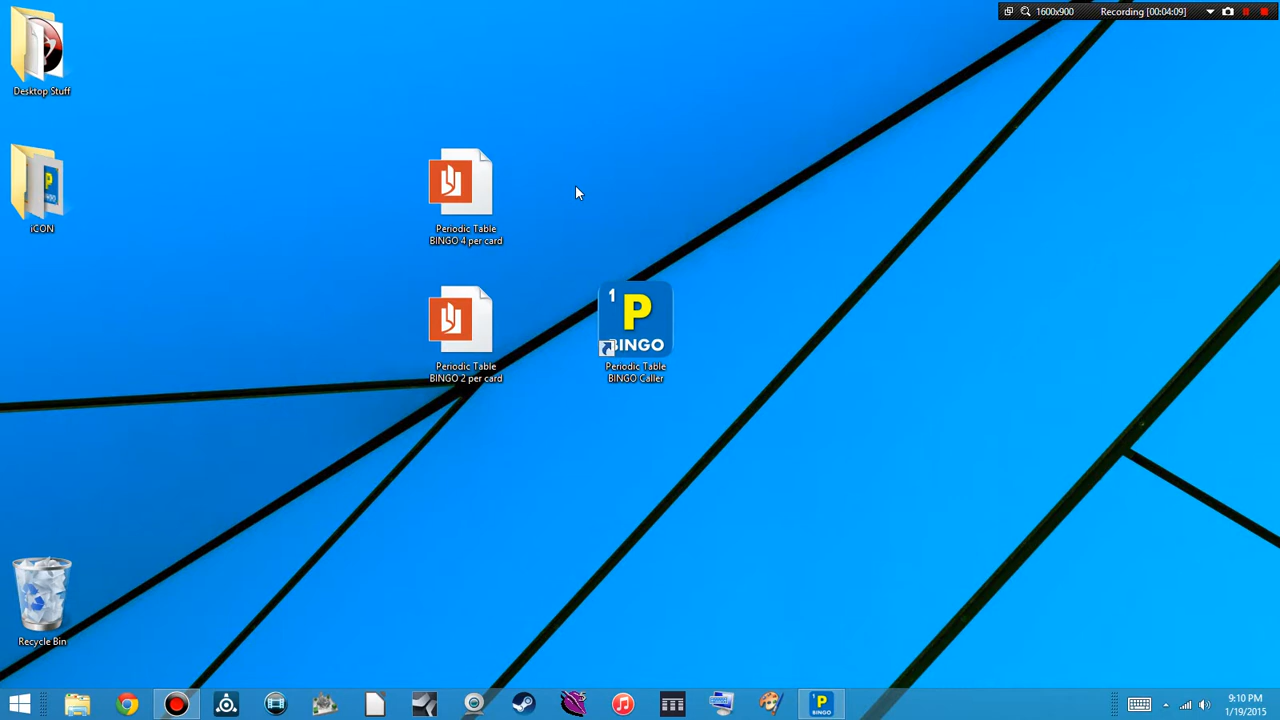 1600x900 Recording [00:04:09]
Desktop Stuff
iCON
Periodic Table
BINGO 4 per card
Periodic Table
BINGO 2 per card
1
P
BINGO
Periodic Table
BINGO Caller
Recycle Bin
9:10 PM
1/19/2015